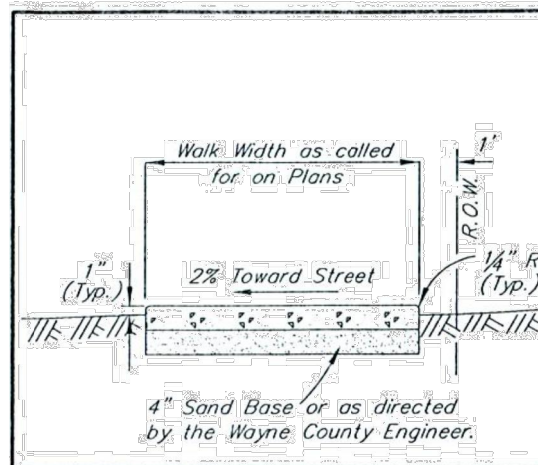 Walk Width as called
for on Plans
1'
R.O.W.
1"
(Typ.)
2% Toward Street
1/4" R
(Typ.)
4" Sand Base or as directed
by the Wayne County Engineer.